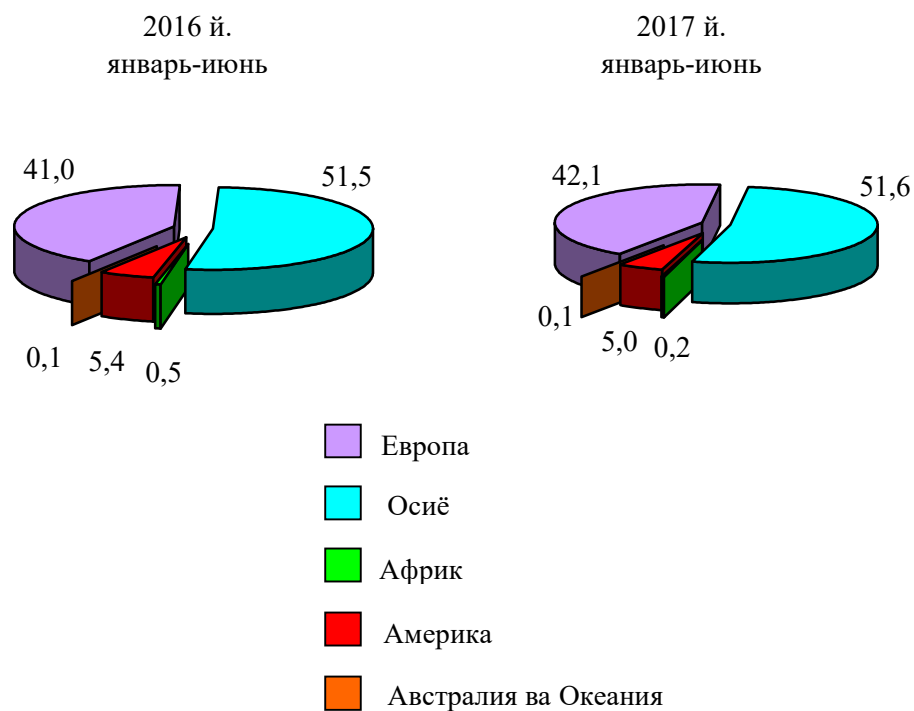 2016 й.
январь-июнь
2017 й.
январь-июнь
41,0
51,5
0,1
5,4
0,5
42,1
51,6
0,1
5,0
0,2
Европа
Осиё
Африк
Америка
Австралия ва Океания